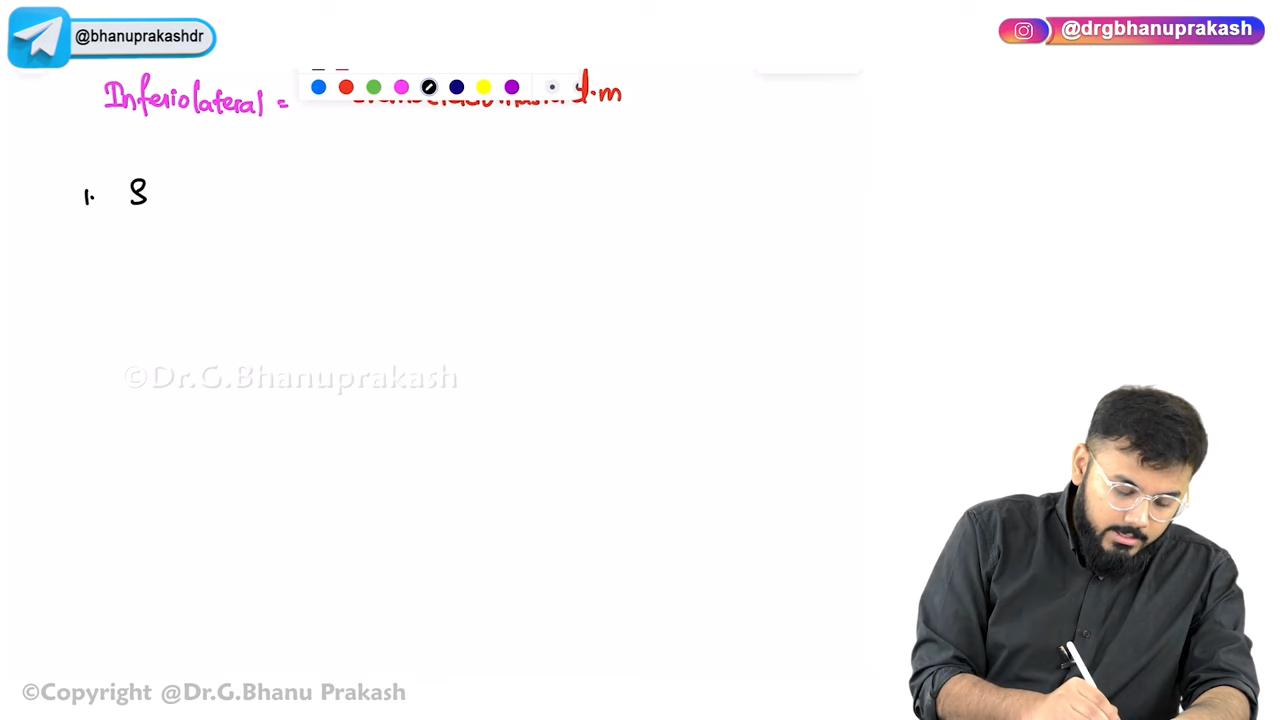 @bhanuprakashdr
@drgbhanuprakash
Inferiolateral =
d.m
1. S
©Dr.G.Bhanuprakash
©Copyright @Dr.G.Bhanu Prakash